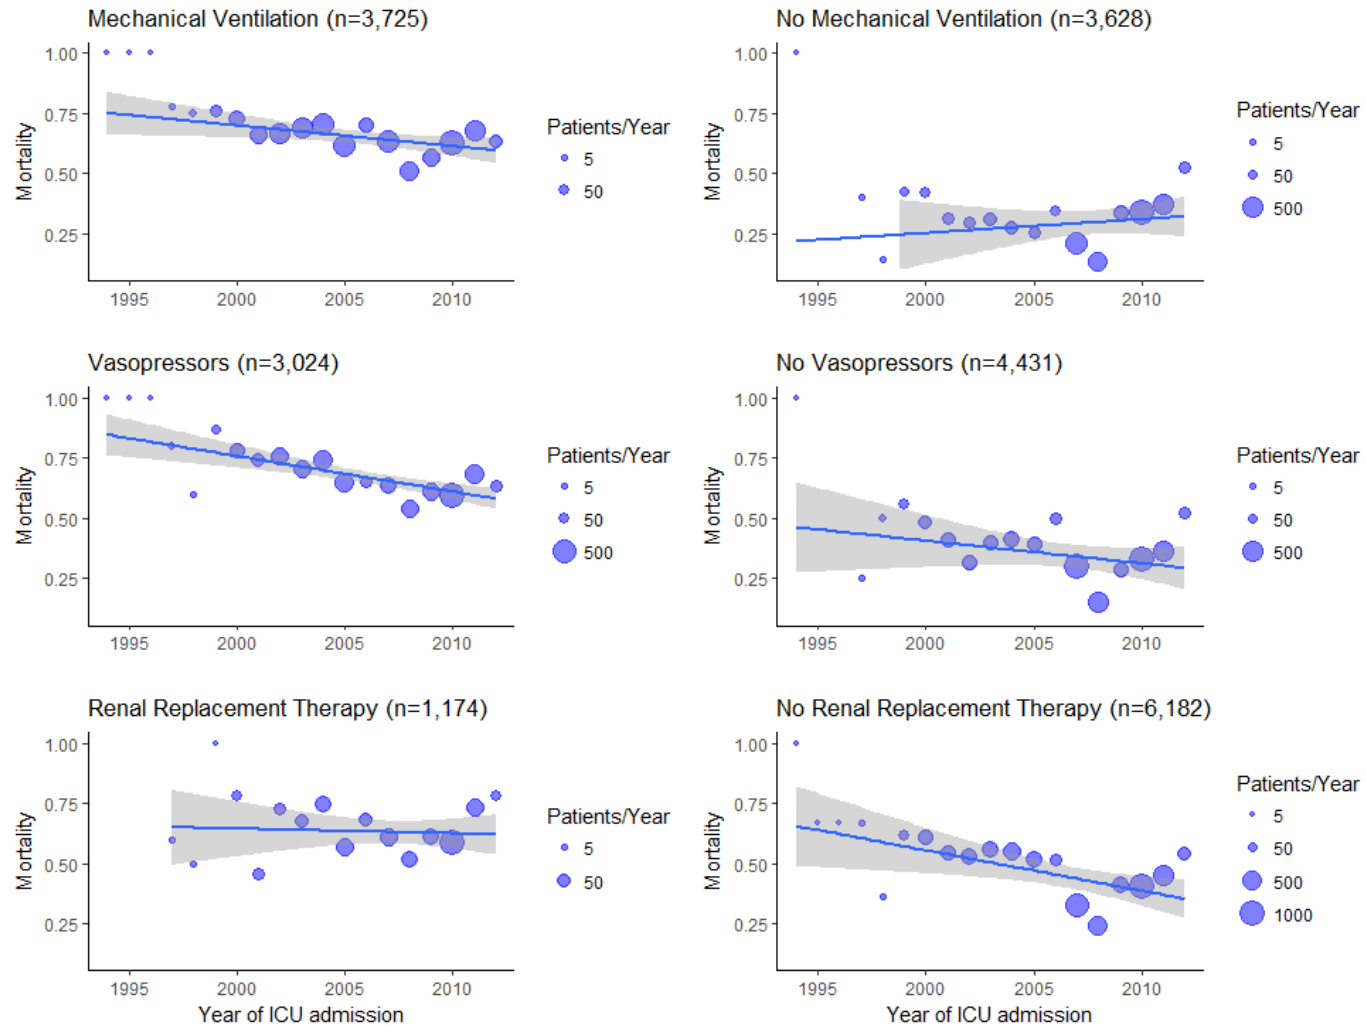 Mechanical Ventilation (n=3,725)
Mortality
1.00
0.75
0.50
0.25
1995 2000 2005 2010
Patients/Year
5
50
No Mechanical Ventilation (n=3,628)
Mortality
1.00
0.75
0.50
0.25
1995 2000 2005 2010
Patients/Year
5
50
500
Vasopressors (n=3,024)
Mortality
1.00
0.75
0.50
0.25
1995 2000 2005 2010
Patients/Year
5
50
500
No Vasopressors (n=4,431)
Mortality
1.00
0.75
0.50
0.25
1995 2000 2005 2010
Patients/Year
5
50
500
Renal Replacement Therapy (n=1,174)
Mortality
1.00
0.75
0.50
0.25
1995 2000 2005 2010
Year of ICU admission
Patients/Year
5
50
No Renal Replacement Therapy (n=6,182)
Mortality
1.00
0.75
0.50
0.25
1995 2000 2005 2010
Year of ICU admission
Patients/Year
5
50
500
1000